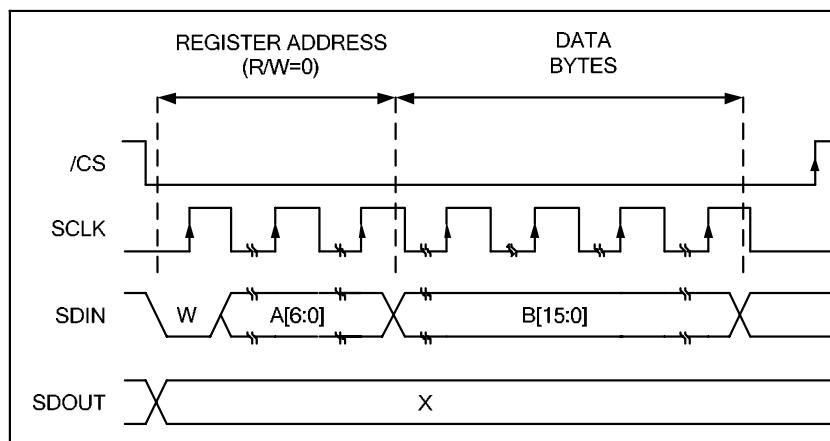 REGISTER ADDRESS
(R/W=0)
DATA
BYTES
/CS
SCLK
SDIN
W
A[6:0]
B[15:0]
SDOUT
X